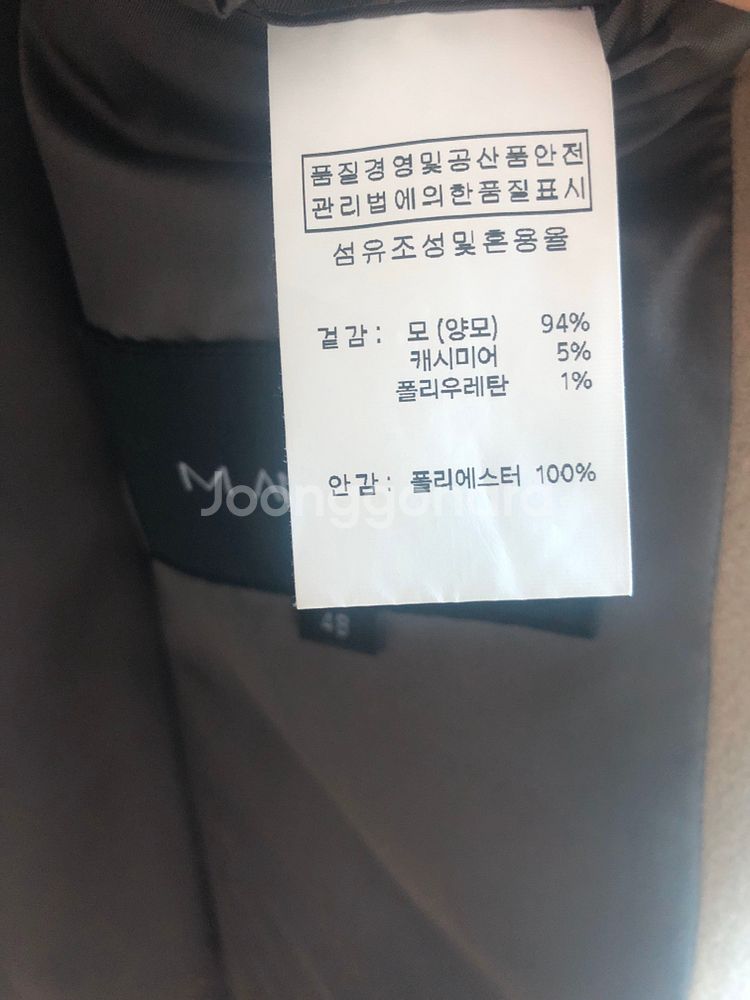 품질경영및공산품안전
관리법에의한품질표시
섬유조성및혼용율
겉감: 모(양모) 94%
캐시미어 5%
폴리우레탄 1%
안감: 폴리에스터 100%
Joonggonara
48